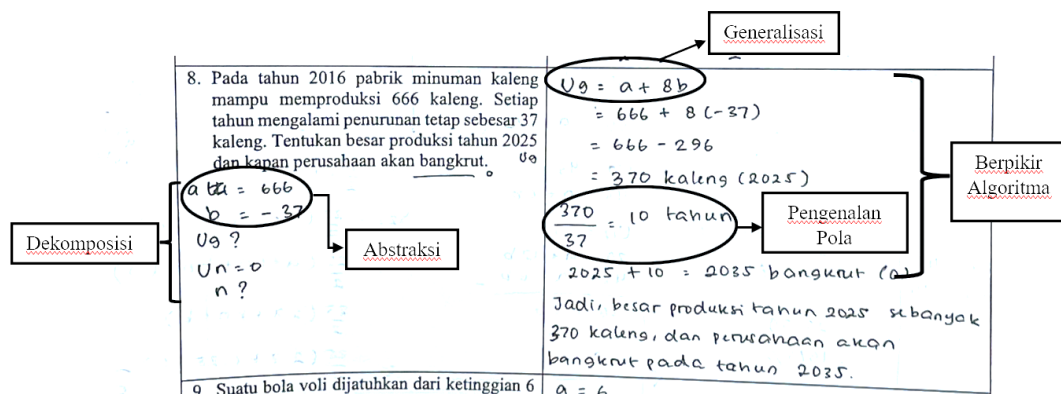 Generalisasi
8. Pada tahun 2016 pabrik minuman kaleng
mampu memproduksi 666 kaleng. Setiap
tahun mengalami penurunan tetap sebesar 37
kaleng. Tentukan besar produksi tahun 2025
dan kapan perusahaan akan bangkrut. U9
a = 666
b = -37
U9 ?
Un = 0
n ?
Dekomposisi
Abstraksi
U9 = a + 8b
= 666 + 8 (-37)
= 666 - 296
= 370 kaleng (2025)
370/37 = 10 tahun
2025 + 10 = 2035 bangkrut
Jadi, besar produksi tahun 2025 sebanyak
370 kaleng, dan perusahaan akan
bangkrut pada tahun 2035.
Pengenalan
Pola
Berpikir
Algoritma
9. Suatu bola voli dijatuhkan dari ketinggian 6
a = 6